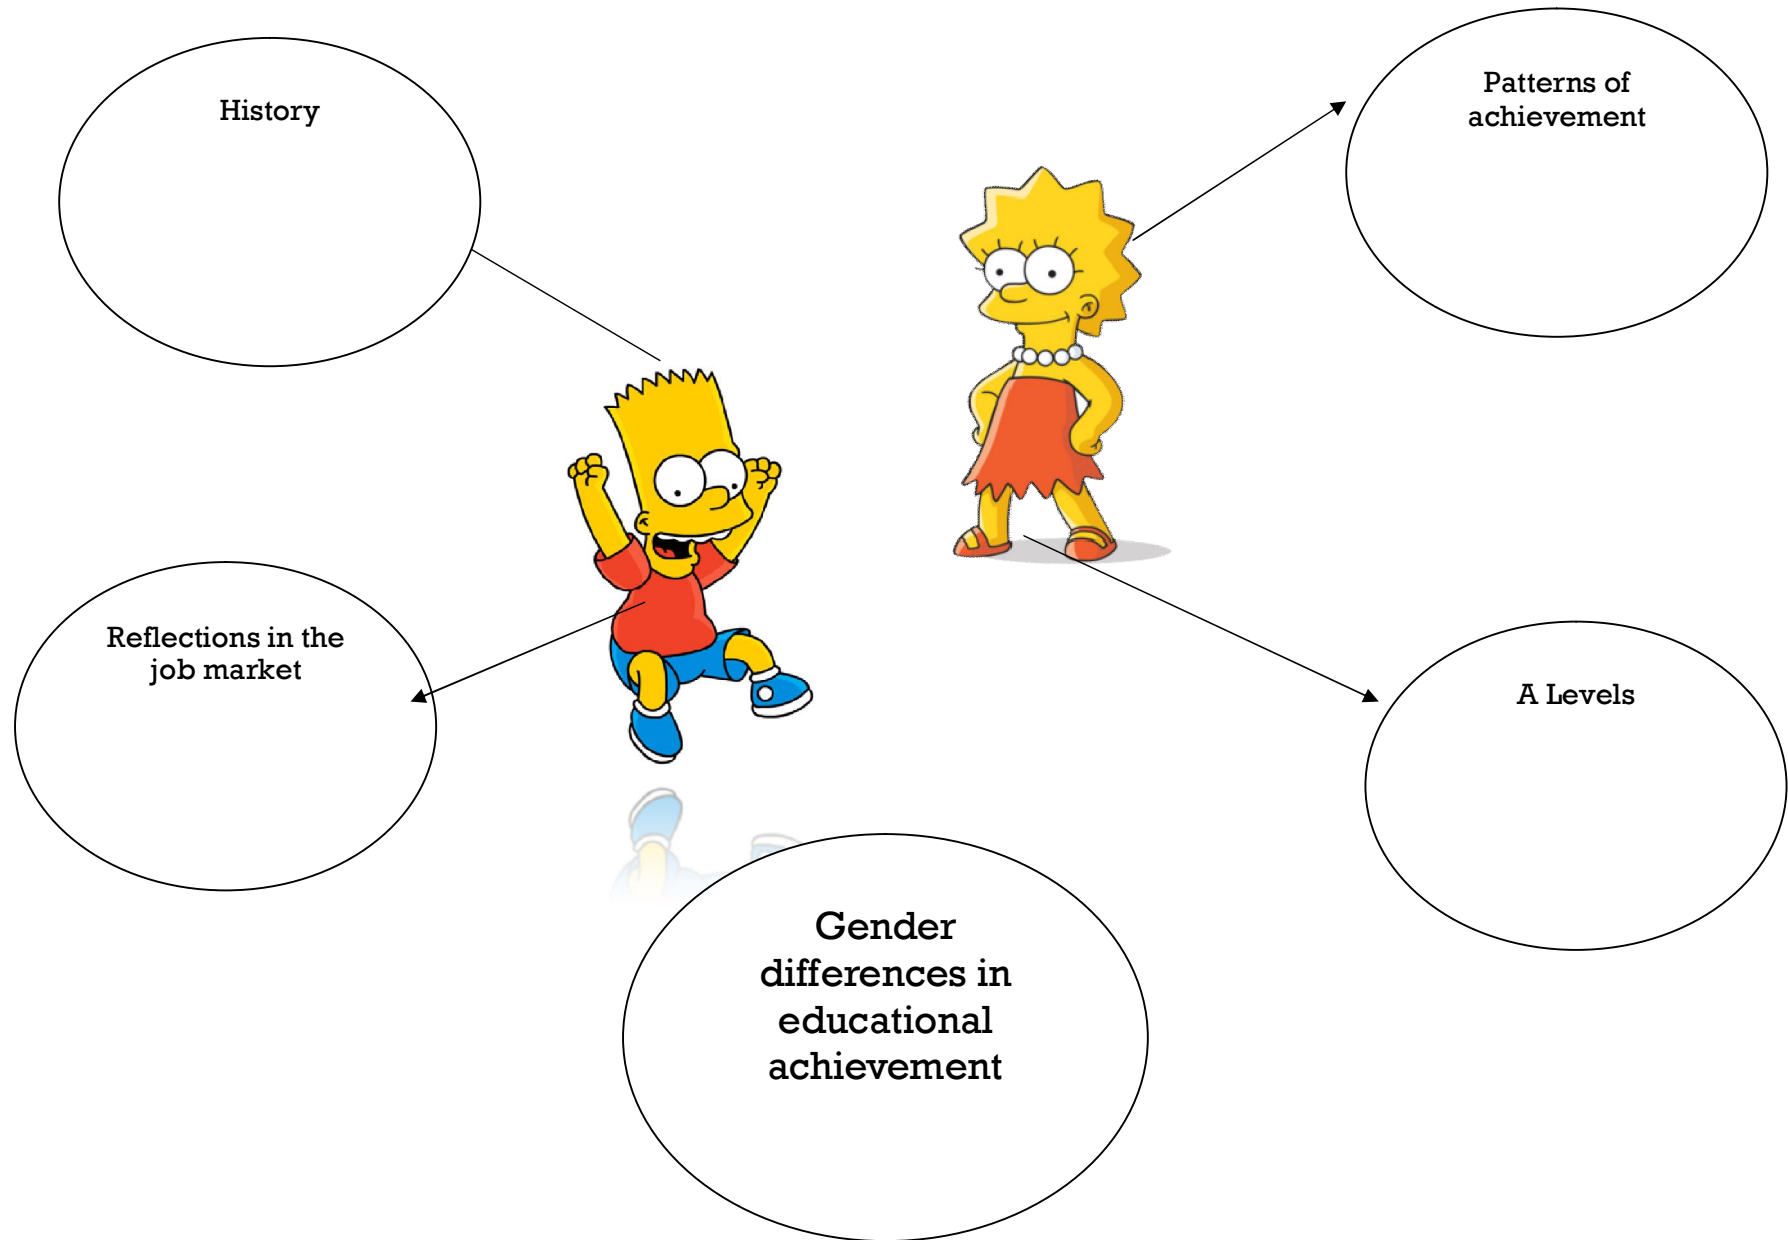 History
Patterns of
achievement
Reflections in the
job market
A Levels
Gender
differences in
educational
achievement